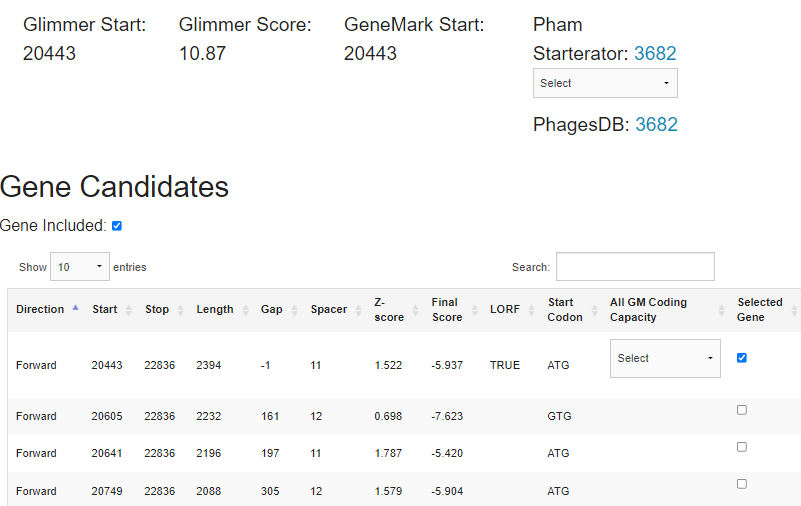 Glimmer Start: Glimmer Score: GeneMark Start: Pham
20443 10.87 20443 Starterator: 3682
Select
PhagesDB: 3682
Gene Candidates
Gene Included:
Show 10 entries Search:
Direction Start Stop Length Gap Spacer Z-score Final Score LORF Start Codon All GM Coding Capacity Selected Gene
Forward 20443 22836 2394 -1 11 1.522 -5.937 TRUE ATG Select
Forward 20605 22836 2232 161 12 0.698 -7.623 GTG
Forward 20641 22836 2196 197 11 1.787 -5.420 ATG
Forward 20749 22836 2088 305 12 1.579 -5.904 ATG